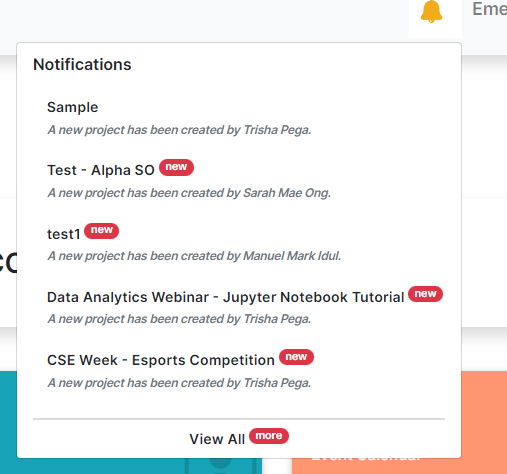 Eme
Notifications
Sample
A new project has been created by Trisha Pega.
Test - Alpha SO new
A new project has been created by Sarah Mae Ong.
test1 new
A new project has been created by Manuel Mark Idul.
Data Analytics Webinar - Jupyter Notebook Tutorial new
A new project has been created by Trisha Pega.
CSE Week - Esports Competition new
A new project has been created by Trisha Pega.
View All more